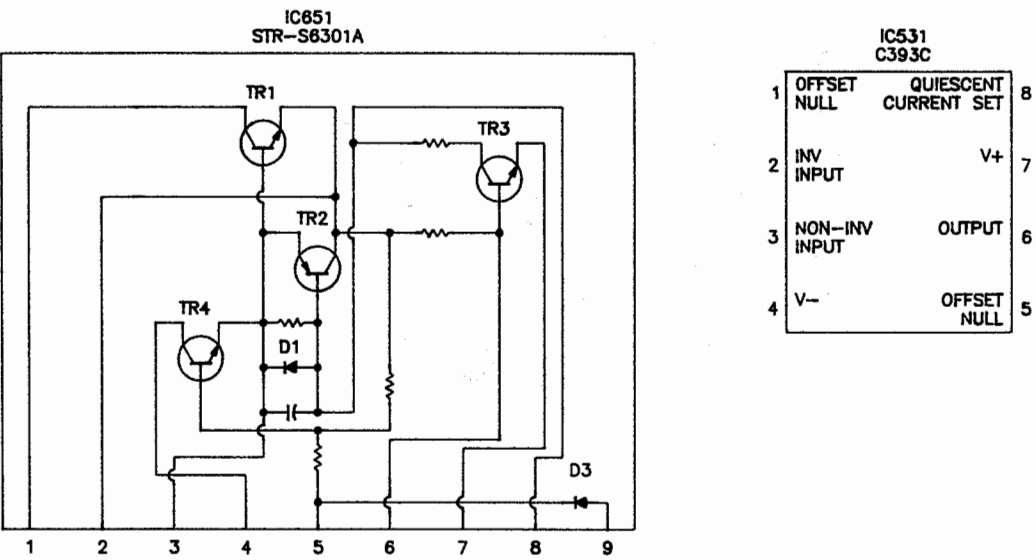 IC651
STR-S6301A
TR1
TR3
TR2
TR4
D1
D3
1 2 3 4 5 6 7 8 9
IC531
C393C
1 OFFSET NULL
QUIESCENT CURRENT SET 8
2 INV INPUT
V+ 7
3 NON-INV INPUT
OUTPUT 6
4 V-
OFFSET NULL 5